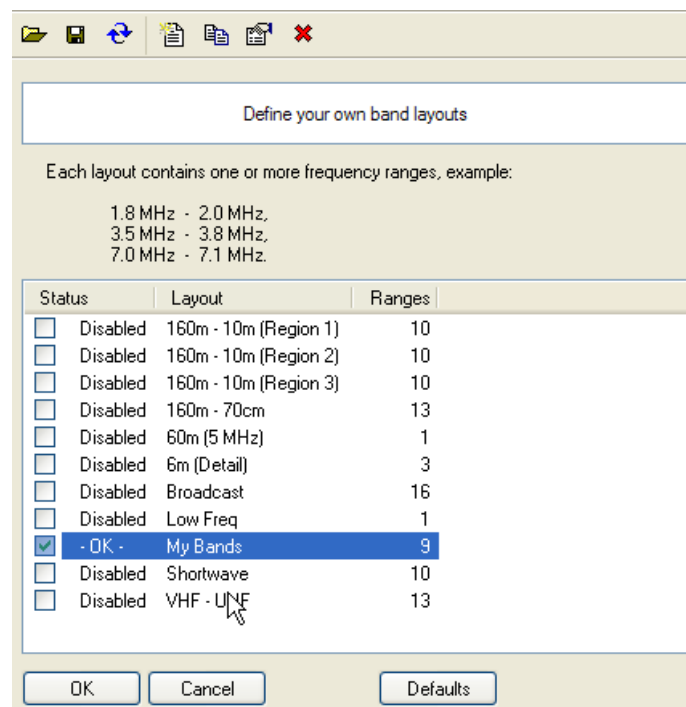 Define your own band layouts
Each layout contains one or more frequency ranges, example:
1.8 MHz - 2.0 MHz,
3.5 MHz - 3.8 MHz,
7.0 MHz - 7.1 MHz.
Status Layout Ranges
Disabled 160m - 10m (Region 1) 10
Disabled 160m - 10m (Region 2) 10
Disabled 160m - 10m (Region 3) 10
Disabled 160m - 70cm 13
Disabled 60m (5 MHz) 1
Disabled 6m (Detail) 3
Disabled Broadcast 16
Disabled Low Freq 1
- OK - My Bands 9
Disabled Shortwave 10
Disabled VHF - UHF 13
OK Cancel Defaults